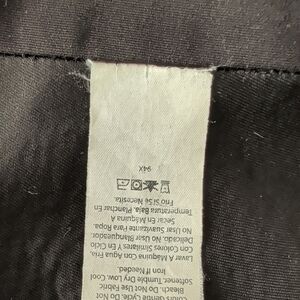 Colors Gentle Cycle, Do Not
Bleach. Do Not Use Fabric
Softener. Tumble Dry Low. Cool
Iron If Needed.
Lavar A Máquina Con Agua Fría
Con Colores Similares Y En Ciclo
Delicado. No Usar Blanqueador.
No Usar Suavizante Para Ropa.
Seca En Máquina A
Temperatura Baja. Planchar En
Frio Si Se Necesita.
94X